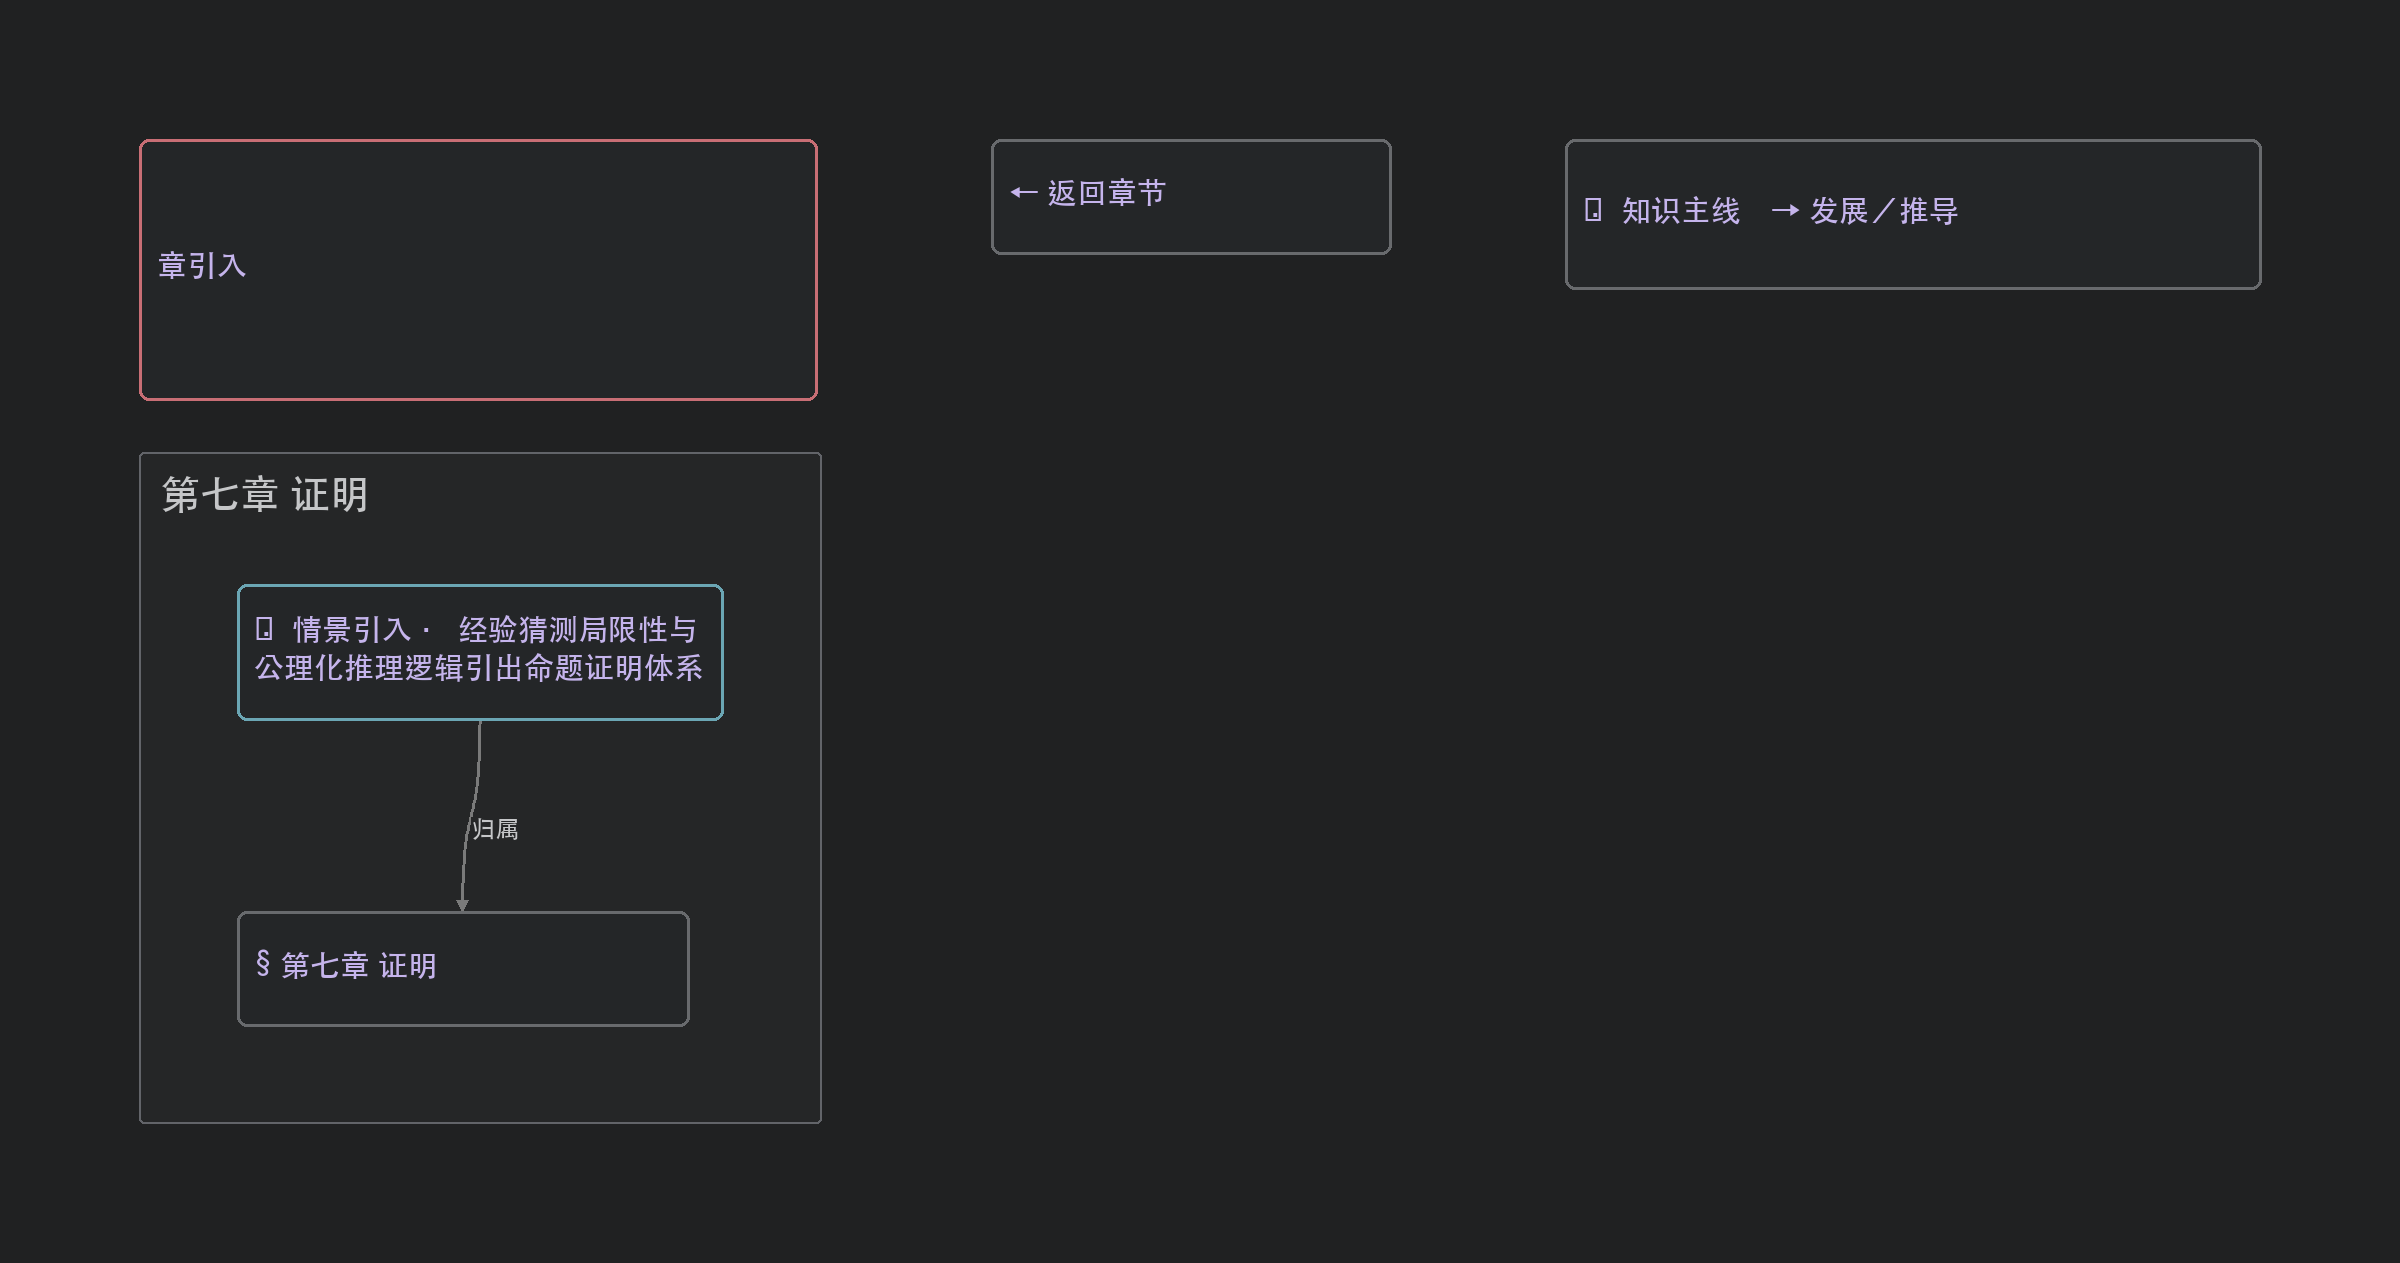 章引入
← 返回章节
知识主线 → 发展／推导
第七章 证明
情景引入 · 经验猜测局限性与
公理化推理逻辑引出命题证明体系
归属
§ 第七章 证明